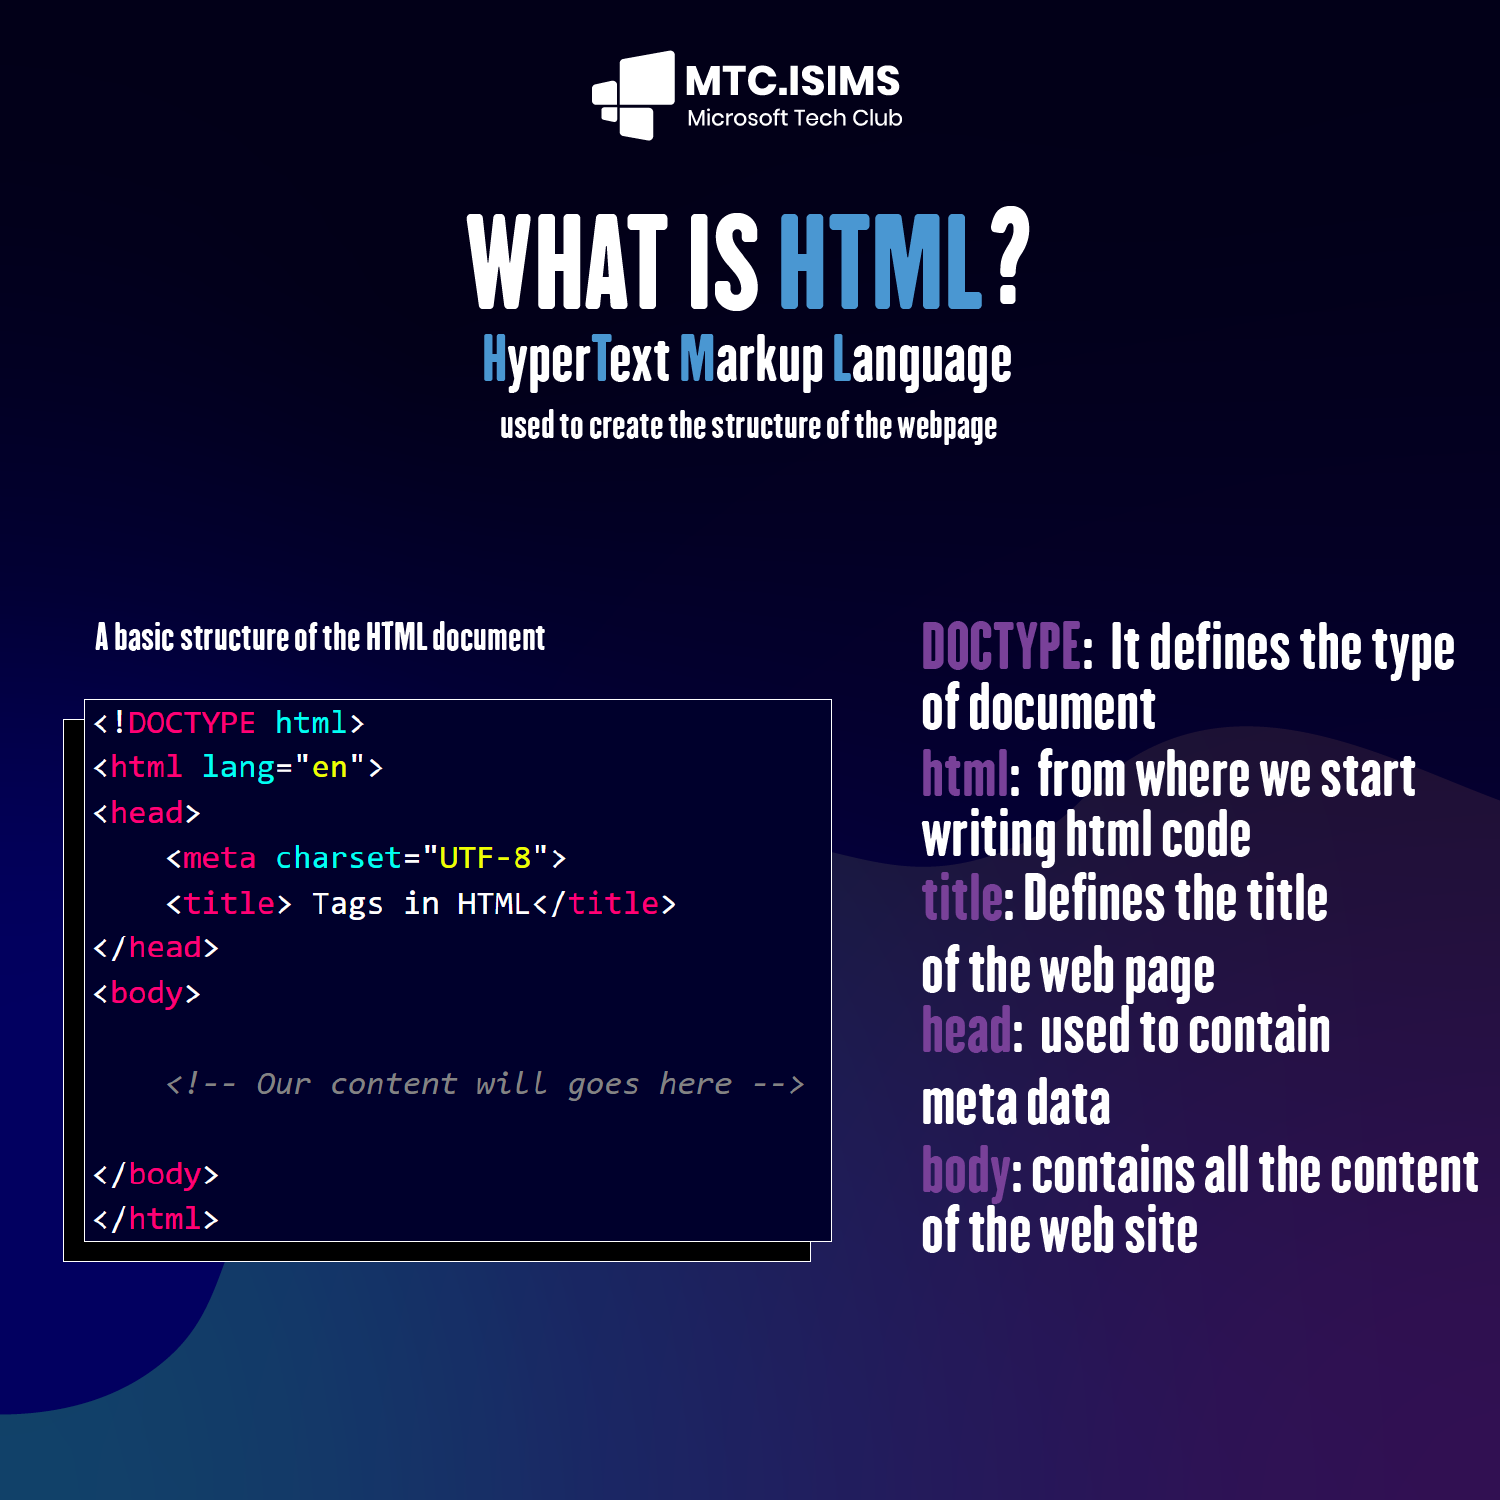 MTC.ISIMS
Microsoft Tech Club
WHAT IS HTML?
HyperText Markup Language
used to create the structure of the webpage
A basic structure of the HTML document
<!DOCTYPE html>
<html lang="en">
<head>
    <meta charset="UTF-8">
    <title> Tags in HTML</title>
</head>
<body>
    <!-- Our content will goes here -->
</body>
</html>
DOCTYPE: It defines the type
of document
html: from where we start
writing html code
title: Defines the title
of the web page
head: used to contain
meta data
body: contains all the content
of the web site